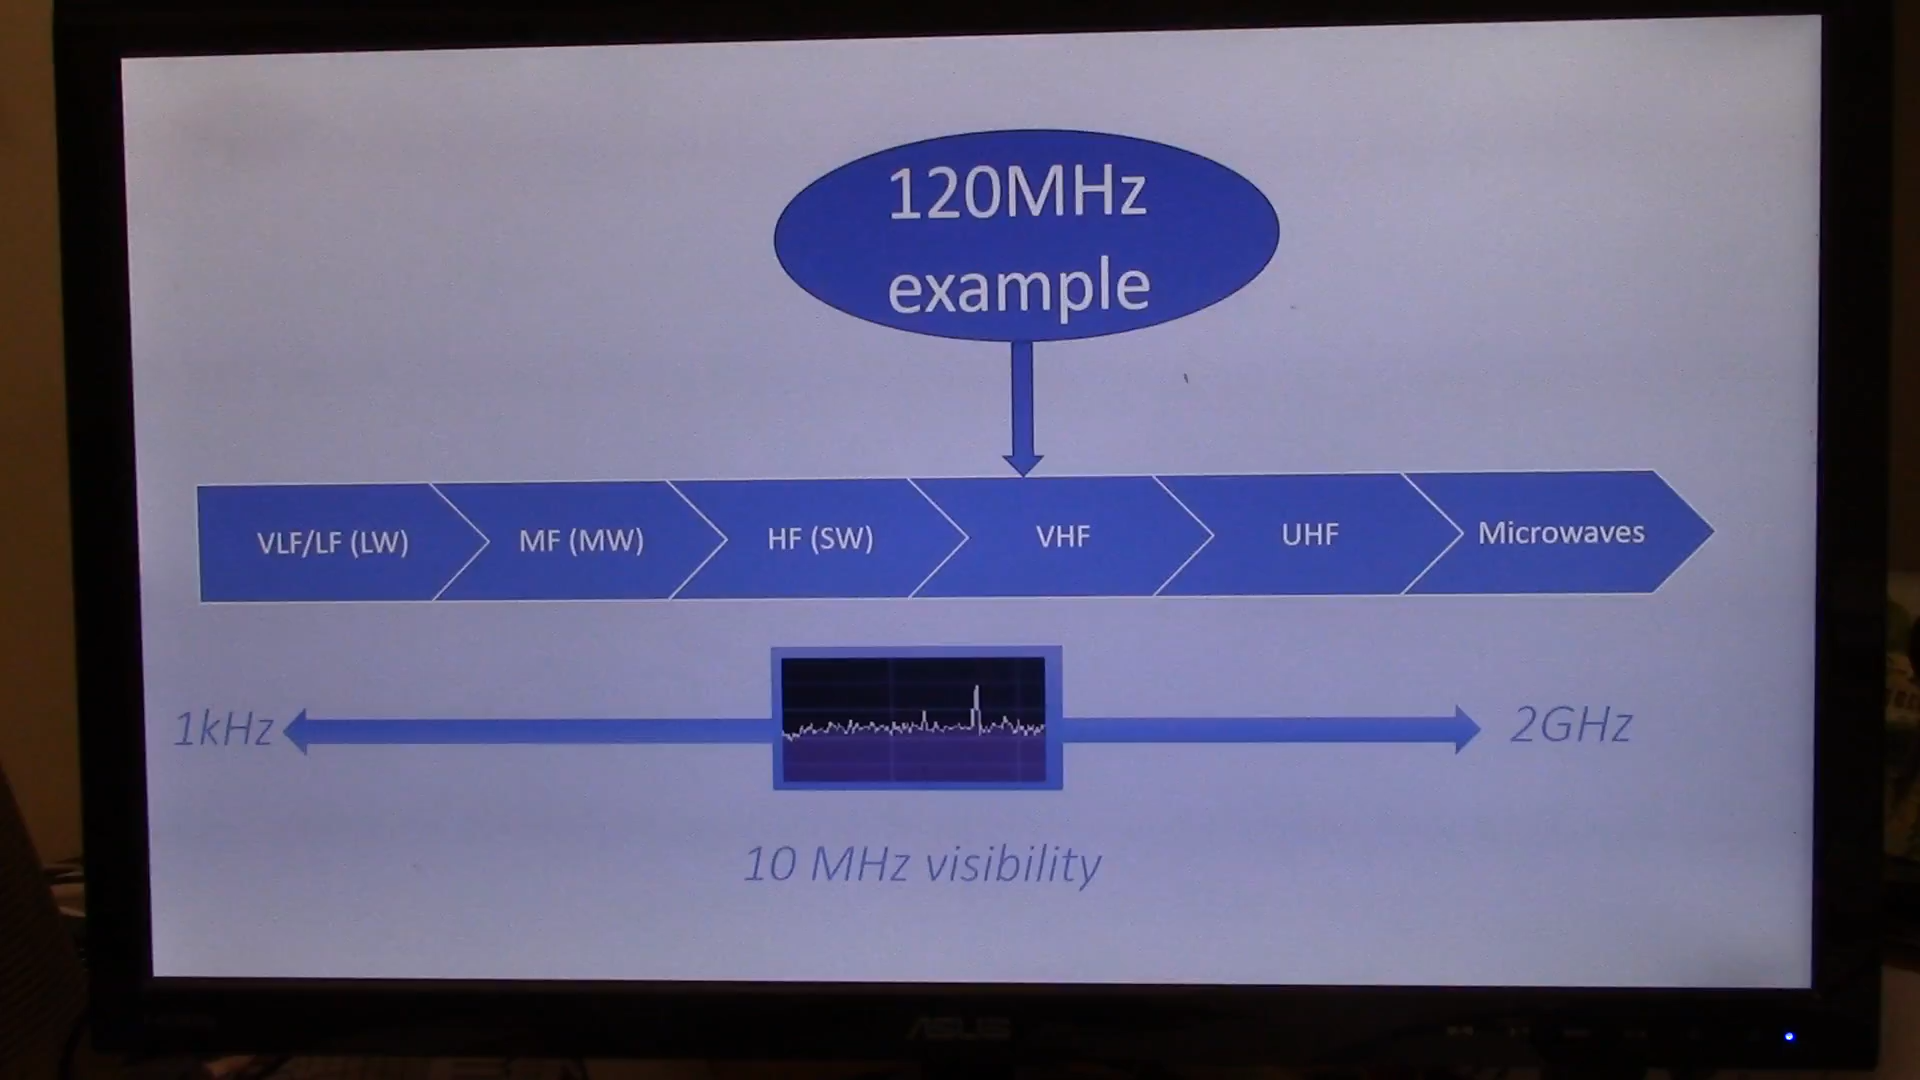 120MHz
example
VLF/LF (LW)
MF (MW)
HF (SW)
VHF
UHF
Microwaves
1kHz
2GHz
10 MHz visibility
ASUS